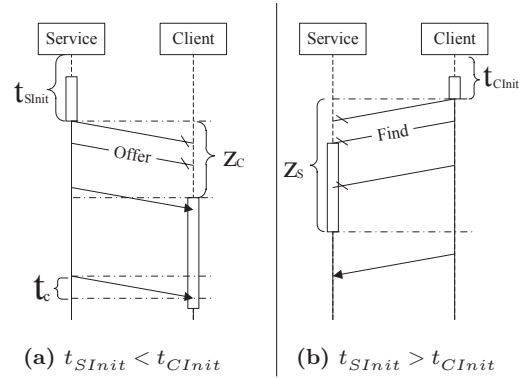 Service Client
t_SInit
Offer
z_C
t_c
(a) t_SInit < t_CInit
Service Client
t_CInit
Find
z_s
(b) t_SInit > t_CInit